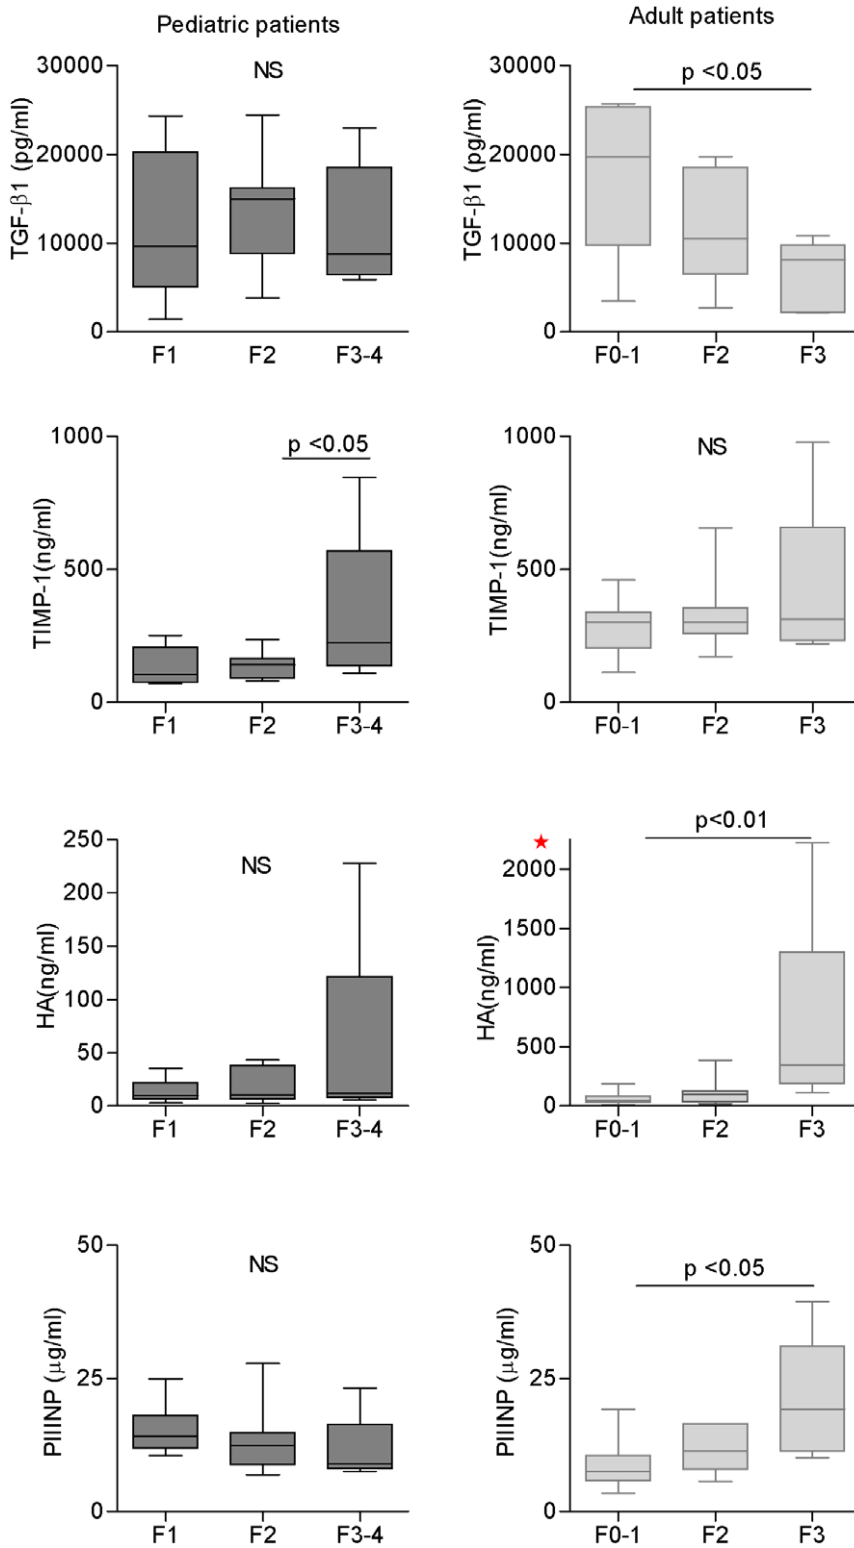 Pediatric patients
Adult patients
TGF-β1 (pg/ml)
30000
20000
10000
0
NS
F1 F2 F3-4
TGF-β1 (pg/ml)
30000
20000
10000
0
p <0.05
F0-1 F2 F3
TIMP-1(ng/ml)
1000
500
0
p <0.05
F1 F2 F3-4
TIMP-1(ng/ml)
1000
500
0
NS
F0-1 F2 F3
HA(ng/ml)
250
200
150
100
50
0
NS
F1 F2 F3-4
HA(ng/ml)
2000
1500
1000
500
0
p<0.01
F0-1 F2 F3
PIIINP (μg/ml)
50
25
0
NS
F1 F2 F3-4
PIIINP (μg/ml)
50
25
0
p <0.05
F0-1 F2 F3